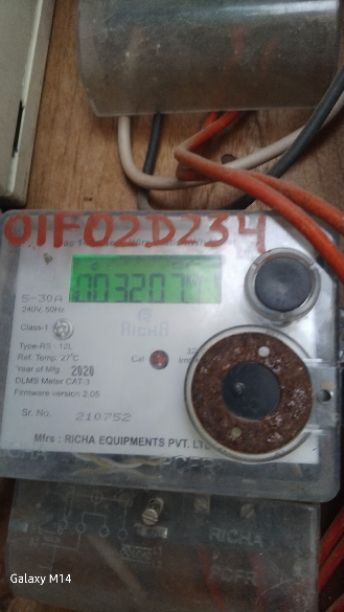 01F02D234
003207
5-30A
240V, 50Hz
RICHA
Class-1
Type-RS - 12L
Ref. Temp. 27°C
Cal
Year of Mfg. 2020
DLMS Meter CAT-3
Firmware version 2.05
Sr. No. 210752
Mfrs : RICHA EQUIPMENTS PVT. LT
RICHA
Galaxy M14